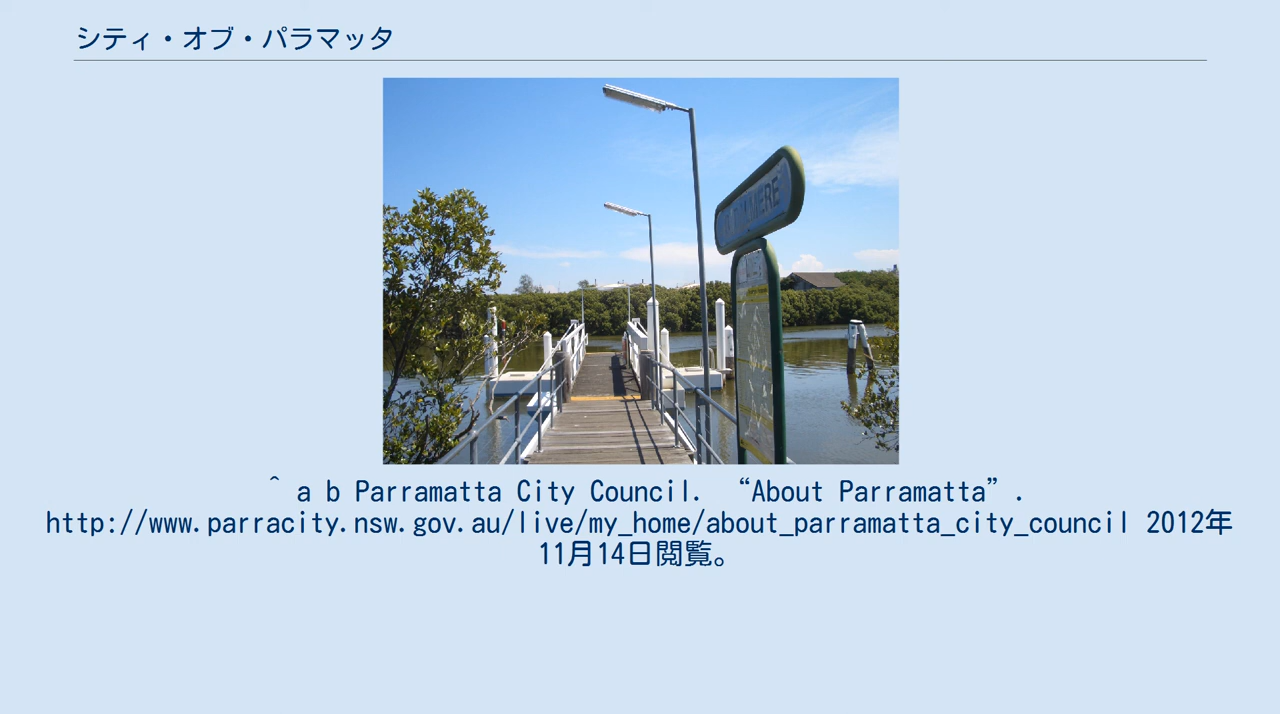 シティ・オブ・パラマッタ
^ a b Parramatta City Council. “About Parramatta”.
http://www.parracity.nsw.gov.au/live/my_home/about_parramatta_city_council 2012年
11月14日閲覧。